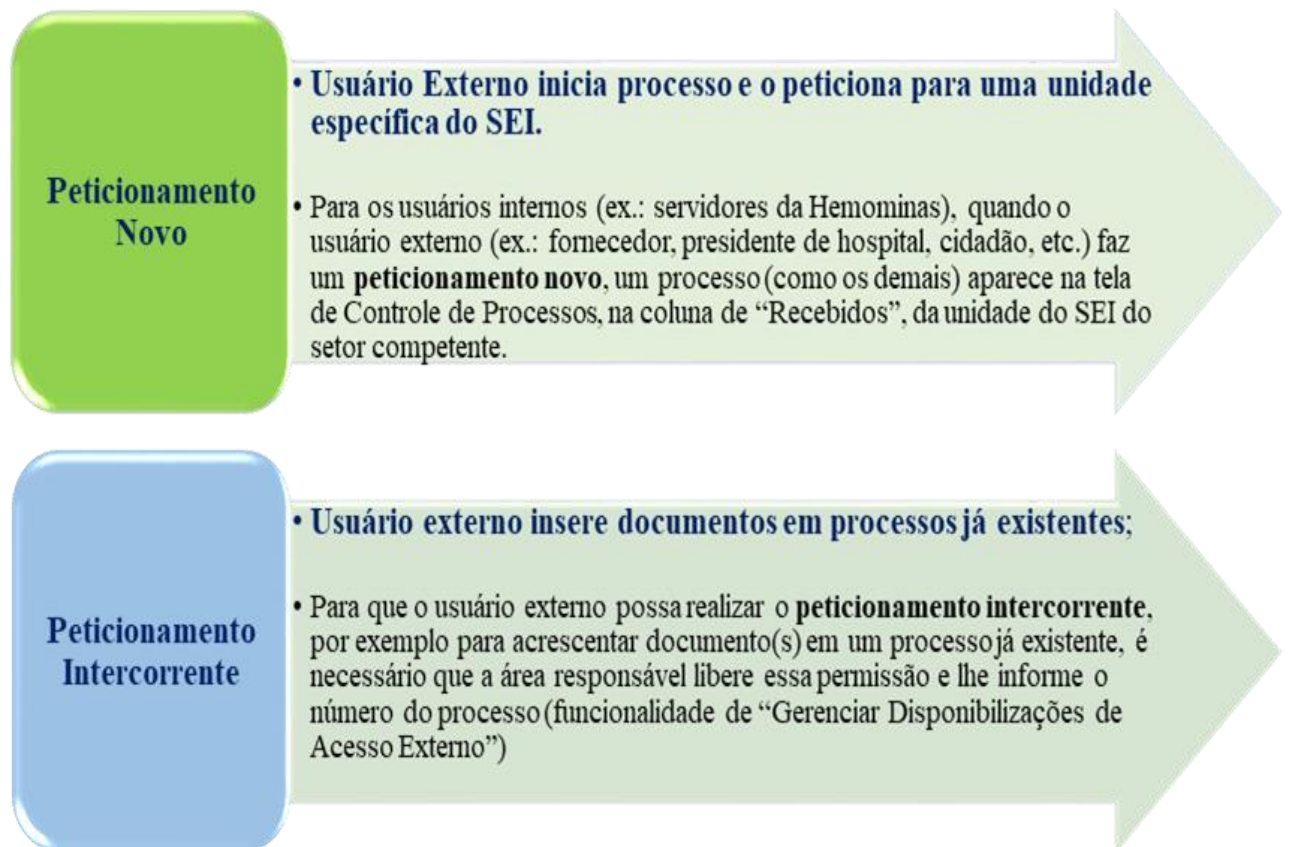 Peticionamento
Novo
• Usuário Externo inicia processo e o peticiona para uma unidade
específica do SEI.
• Para os usuários internos (ex.: servidores da Hemominas), quando o
usuário externo (ex.: fornecedor, presidente de hospital, cidadão, etc.) faz
um peticionamento novo, um processo (como os demais) aparece na tela
de Controle de Processos, na coluna de “Recebidos”, da unidade do SEI do
setor competente.
Peticionamento
Intercorrente
• Usuário externo insere documentos em processos já existentes;
• Para que o usuário externo possa realizar o peticionamento intercorrente,
por exemplo para acrescentar documento(s) em um processo já existente, é
necessário que a área responsável libere essa permissão e lhe informe o
número do processo (funcionalidade de “Gerenciar Disponibilizações de
Acesso Externo”)